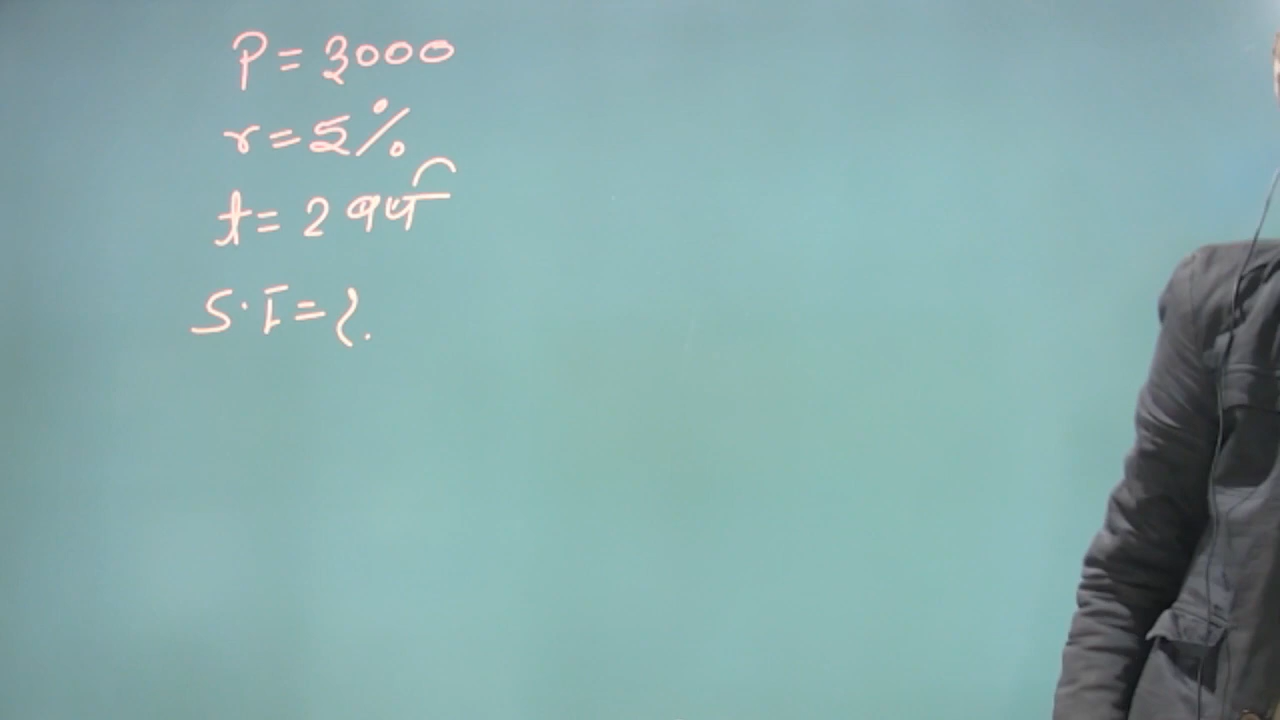 P = 3000
r = 5%
t = 2 वर्ष
S.I = ?